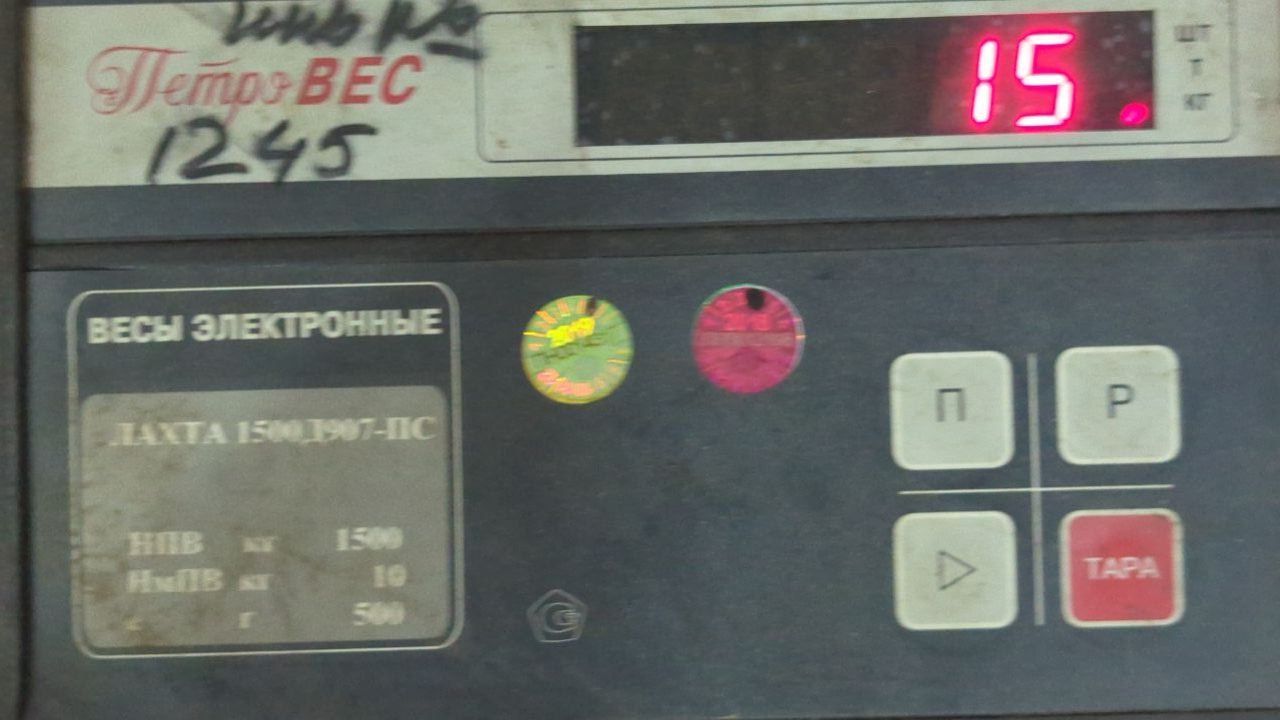 ПетроВЕС
1245
15.
ШТ
Т
КГ
ВЕСЫ ЭЛЕКТРОННЫЕ
ЛАХТА 1500Д907-ПС
НПВ кг 1500
НмПВ кг 10
г 500
П
Р
ТАРА